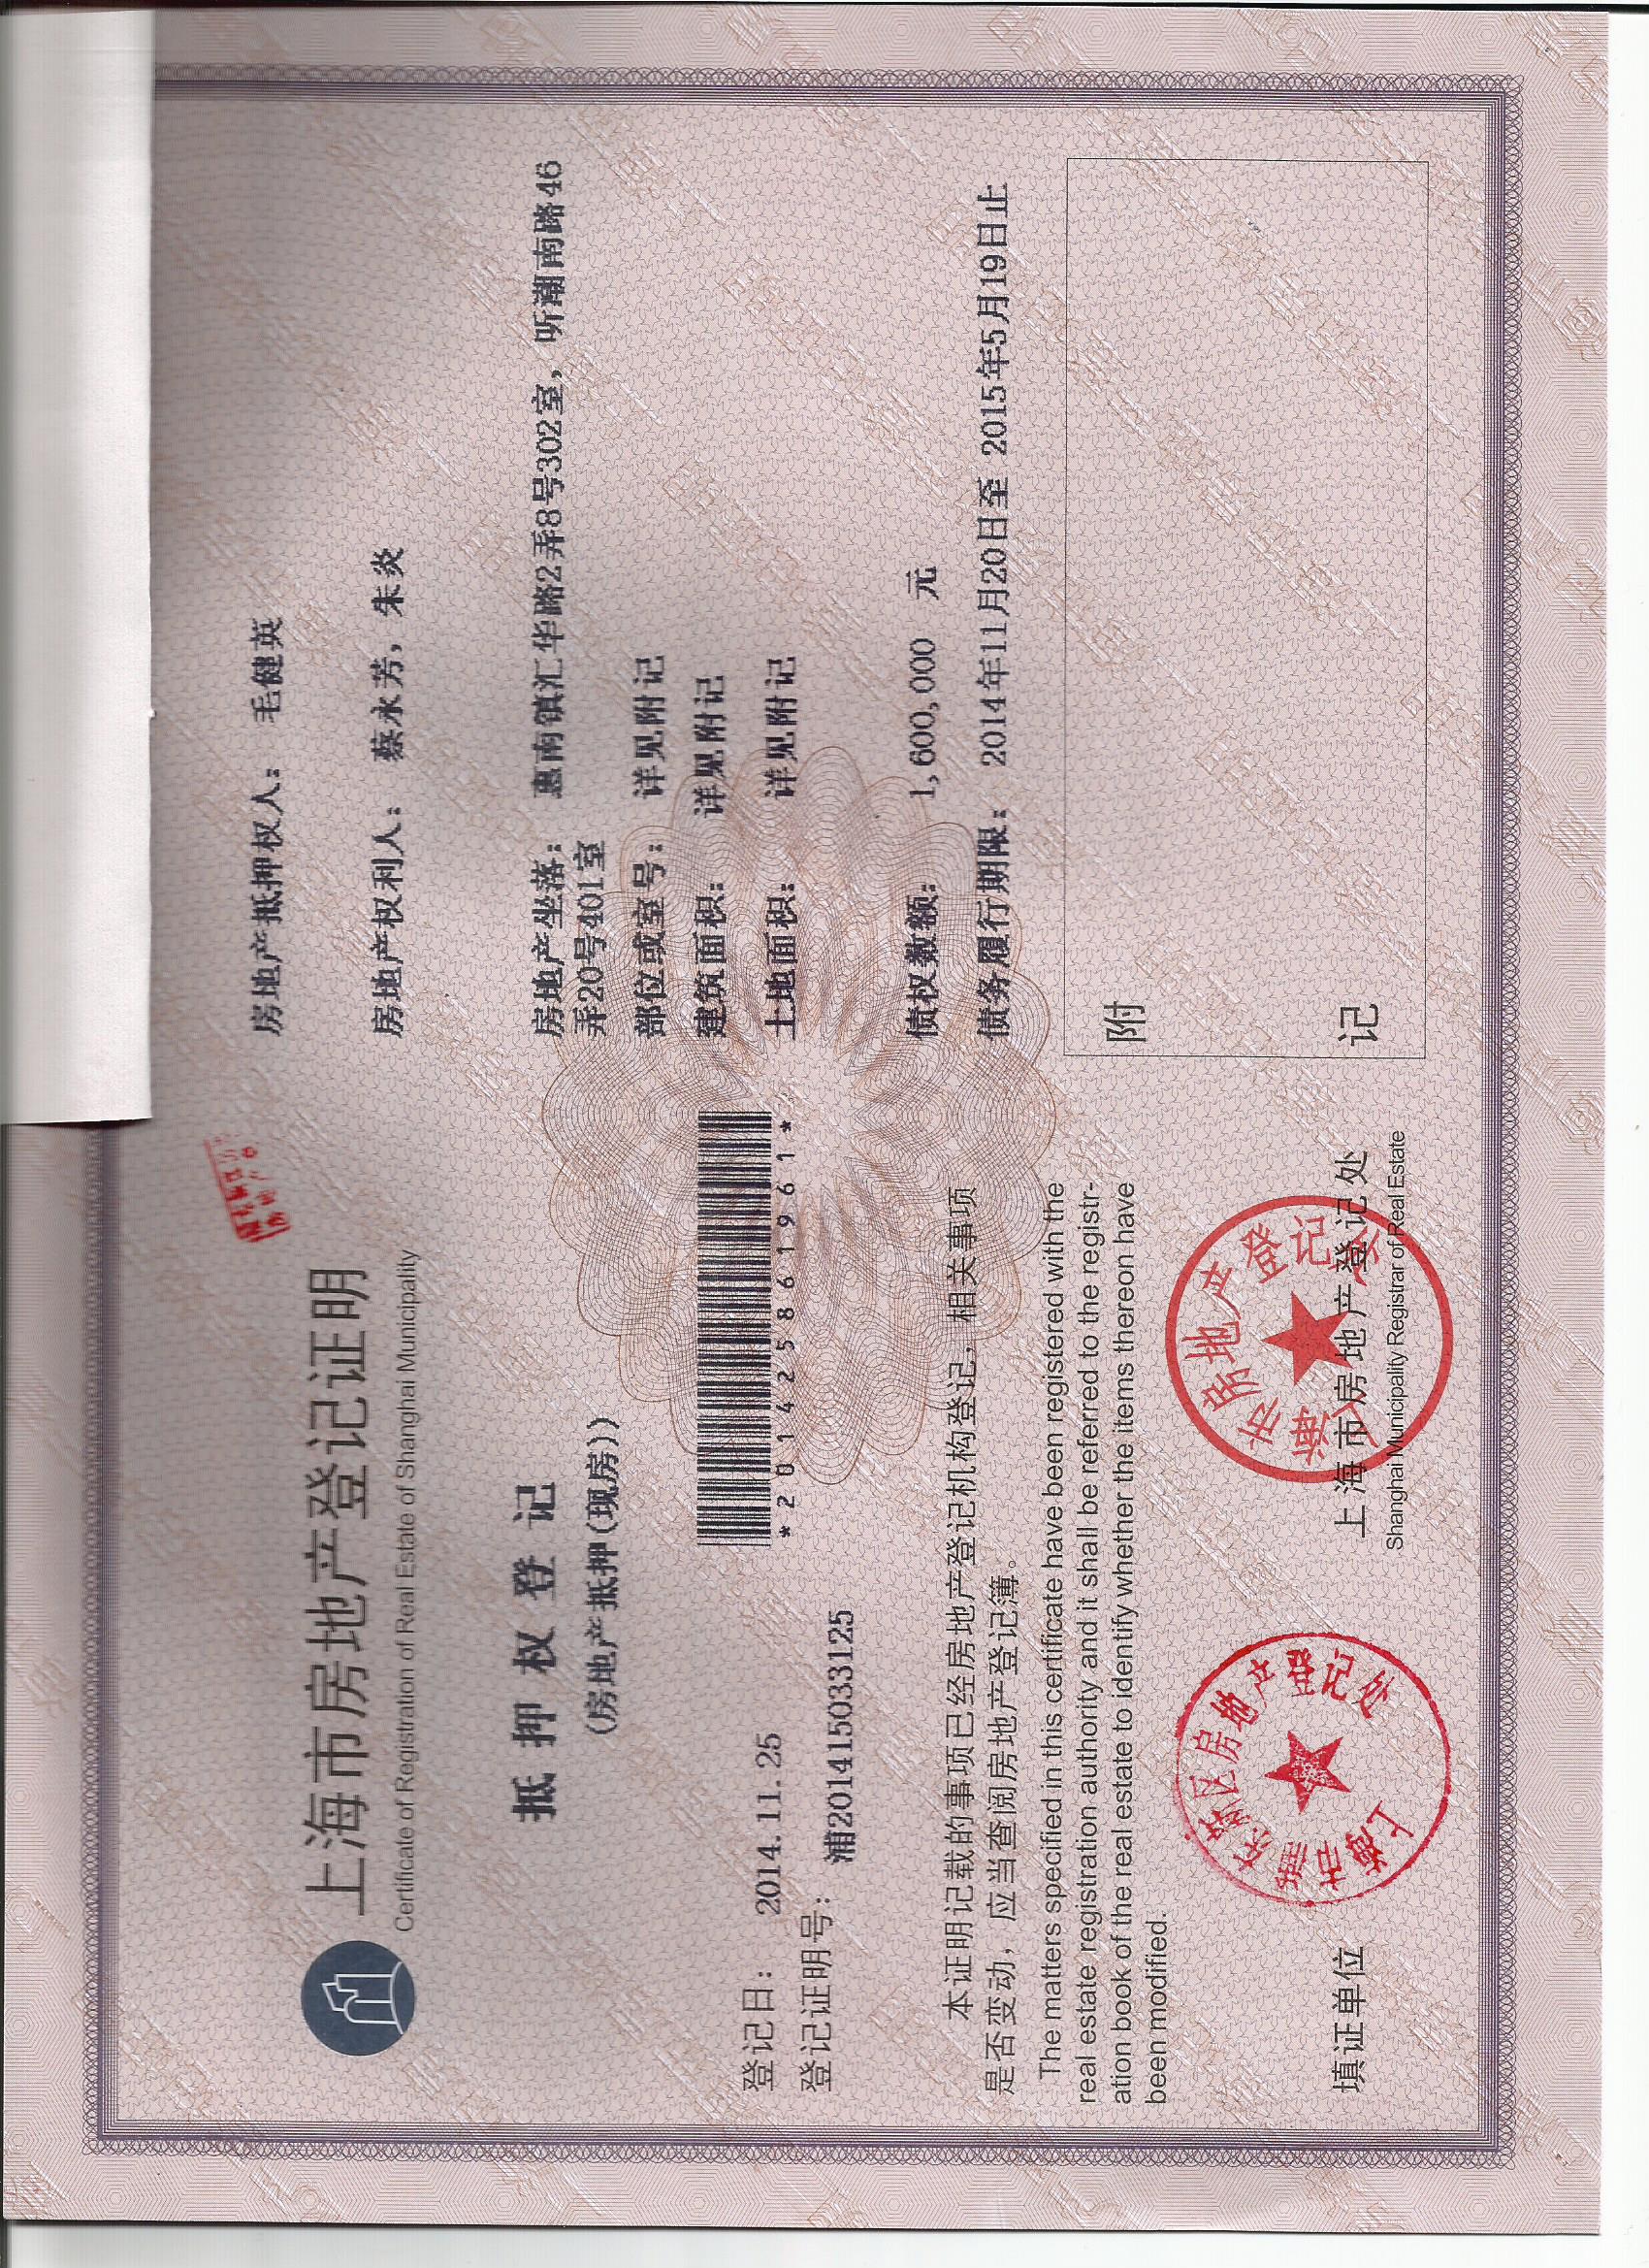 上海市房地产登记证明
Certificate of Registration of Real Estate of Shanghai Municipality
抵押权登记
(房地产抵押(现房))
*201425861961*
登记日: 2014.11.25
登记证明号: 浦201415033125
本证明记载的事项已经房地产登记机构登记,相关事项
是否变动,应当查阅房地产登记簿。
The matters specified in this certificate have been registered with the
real estate registration authority and it shall be referred to the registr-
ation book of the real estate to identify whether the items thereon have
been modified.
填证单位
上海市浦东新区房地产登记处
上海市房地产登记处
上海市房地产登记处
Shanghai Municipality Registrar of Real Estate
房地产抵押权人: 毛健英
房地产权利人: 蔡永芳, 朱炎
房地产坐落: 惠南镇汇华路2弄8号302室, 听潮南路46
弄20号401室
部位或室号: 详见附记
建筑面积: 详见附记
土地面积: 详见附记
债权数额: 1,600,000 元
债务履行期限: 2014年11月20日至 2015年5月19日止
附
记